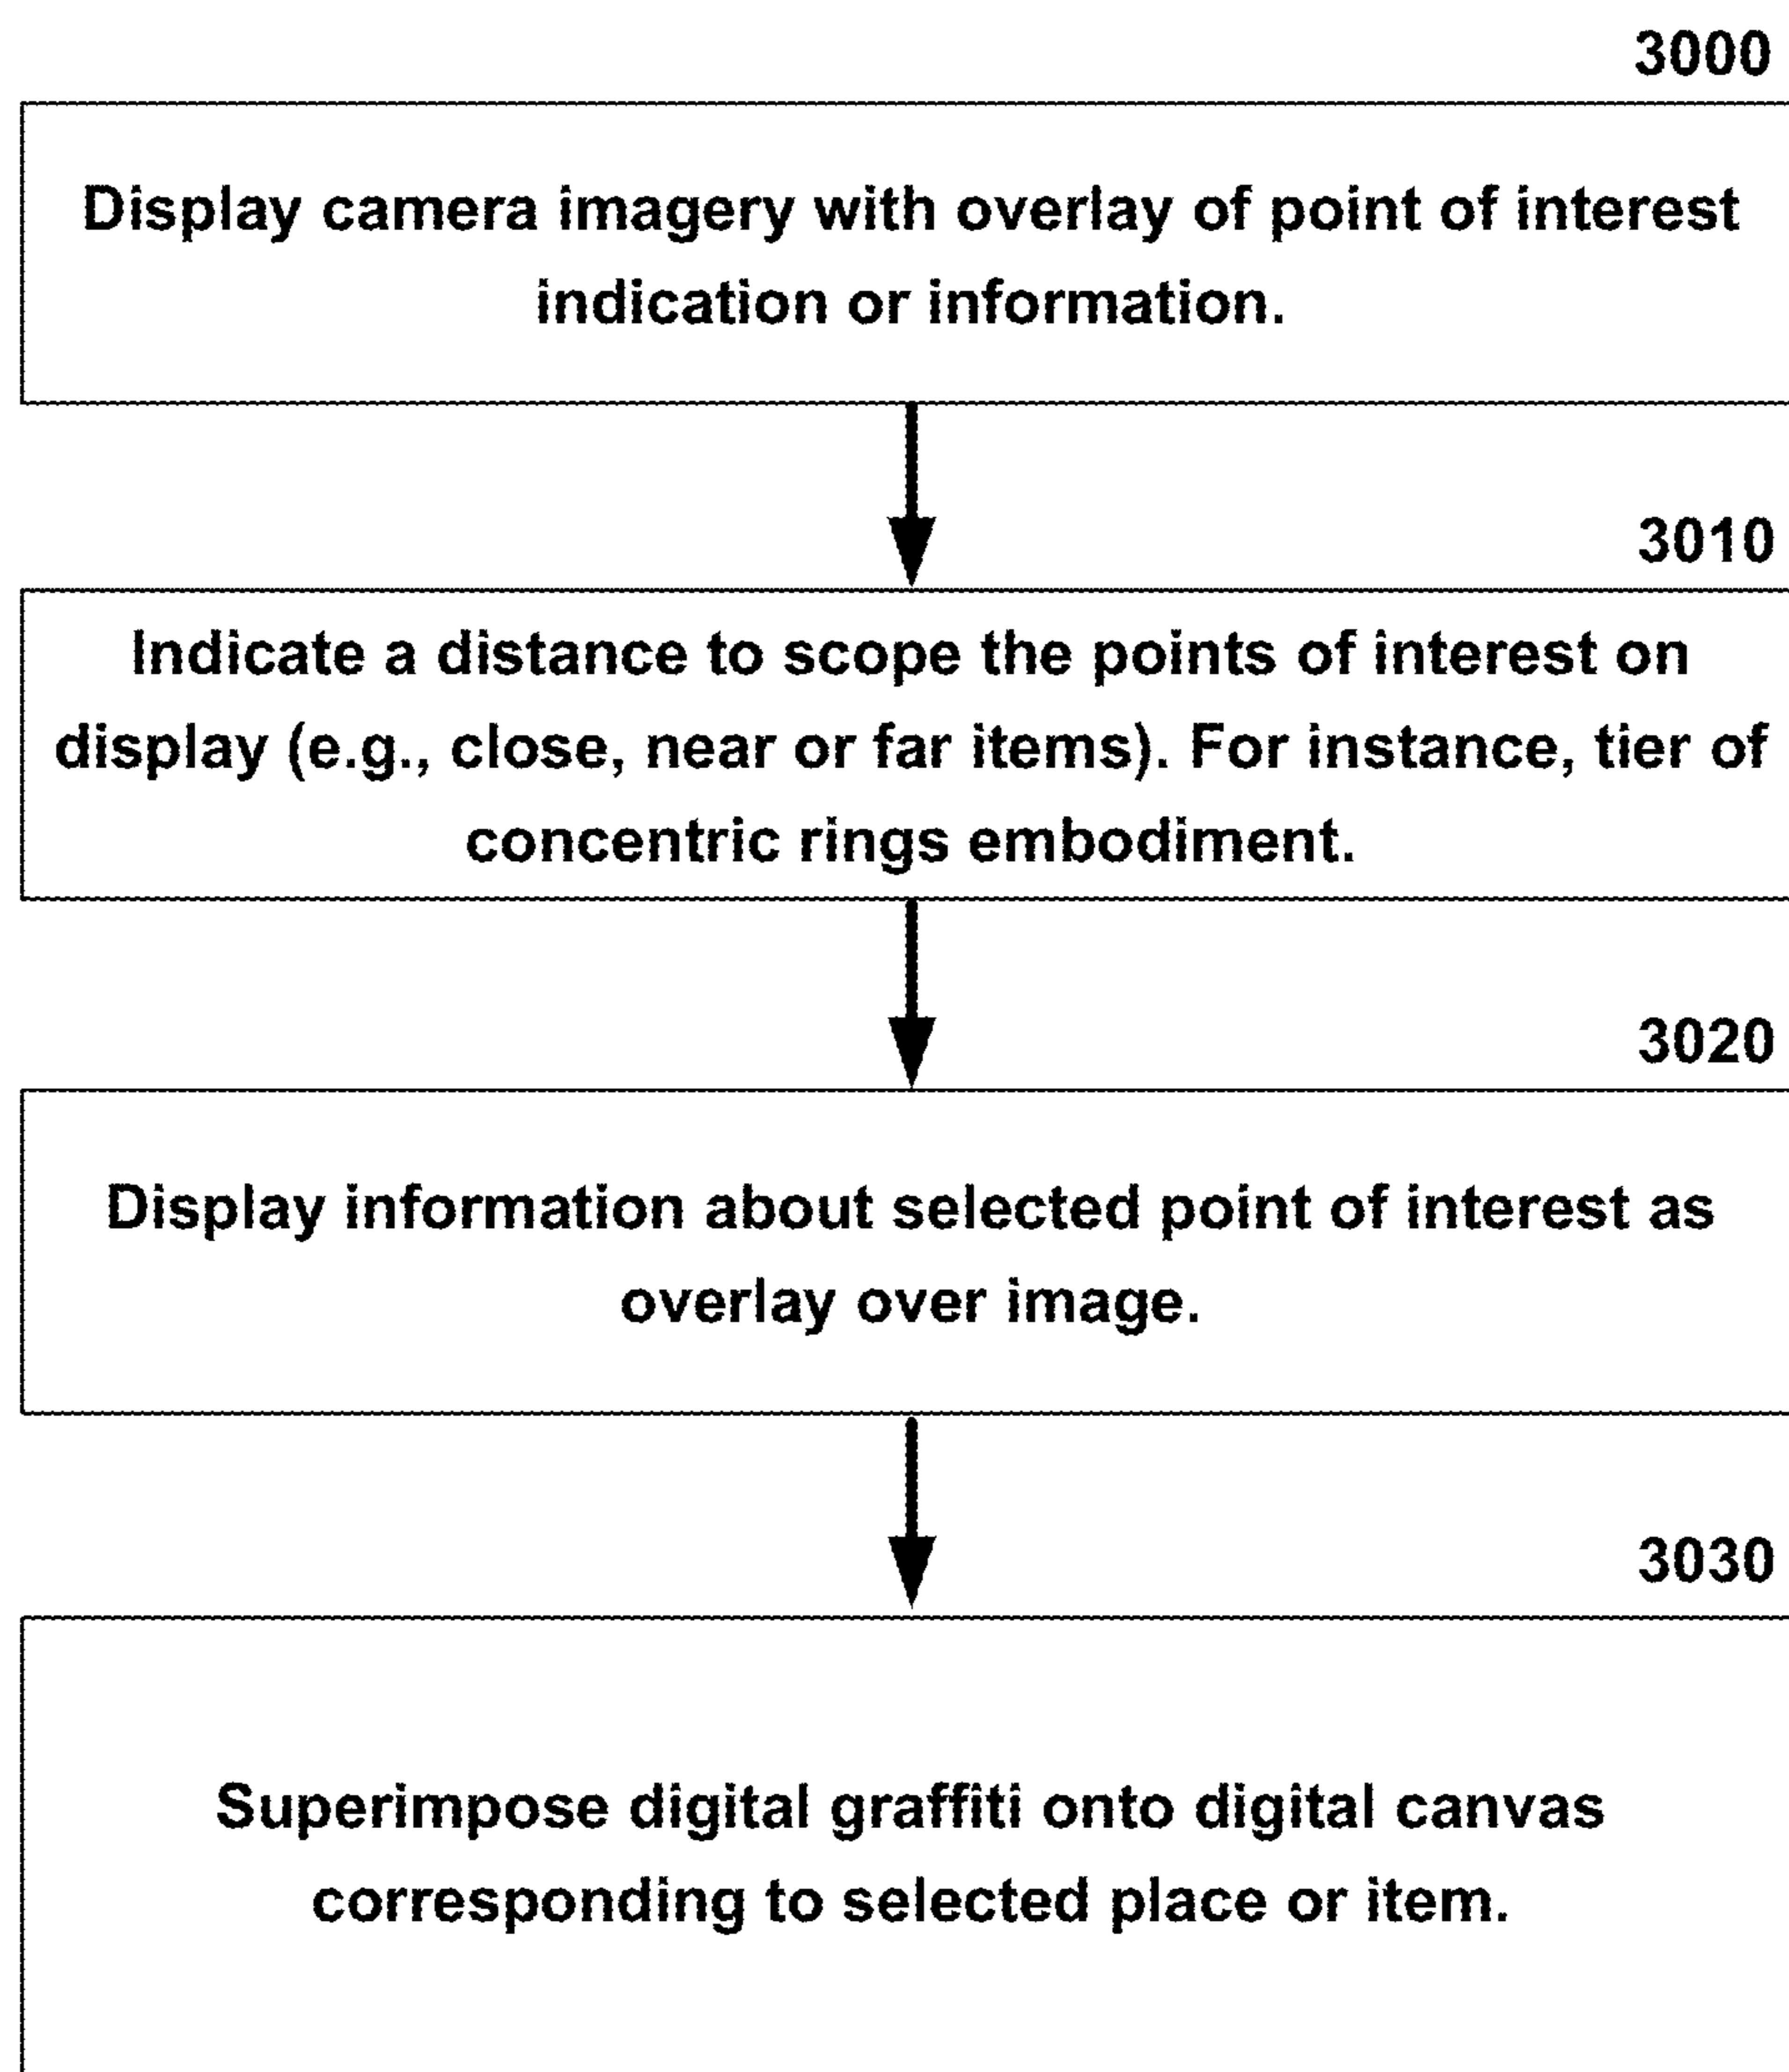 3000
Display camera imagery with overlay of point of interest
indication or information.
3010
Indicate a distance to scope the points of interest on
display (e.g., close, near or far items). For instance, tier of
concentric rings embodiment.
3020
Display information about selected point of interest as
overlay over image.
3030
Superimpose digital graffiti onto digital canvas
corresponding to selected place or item.